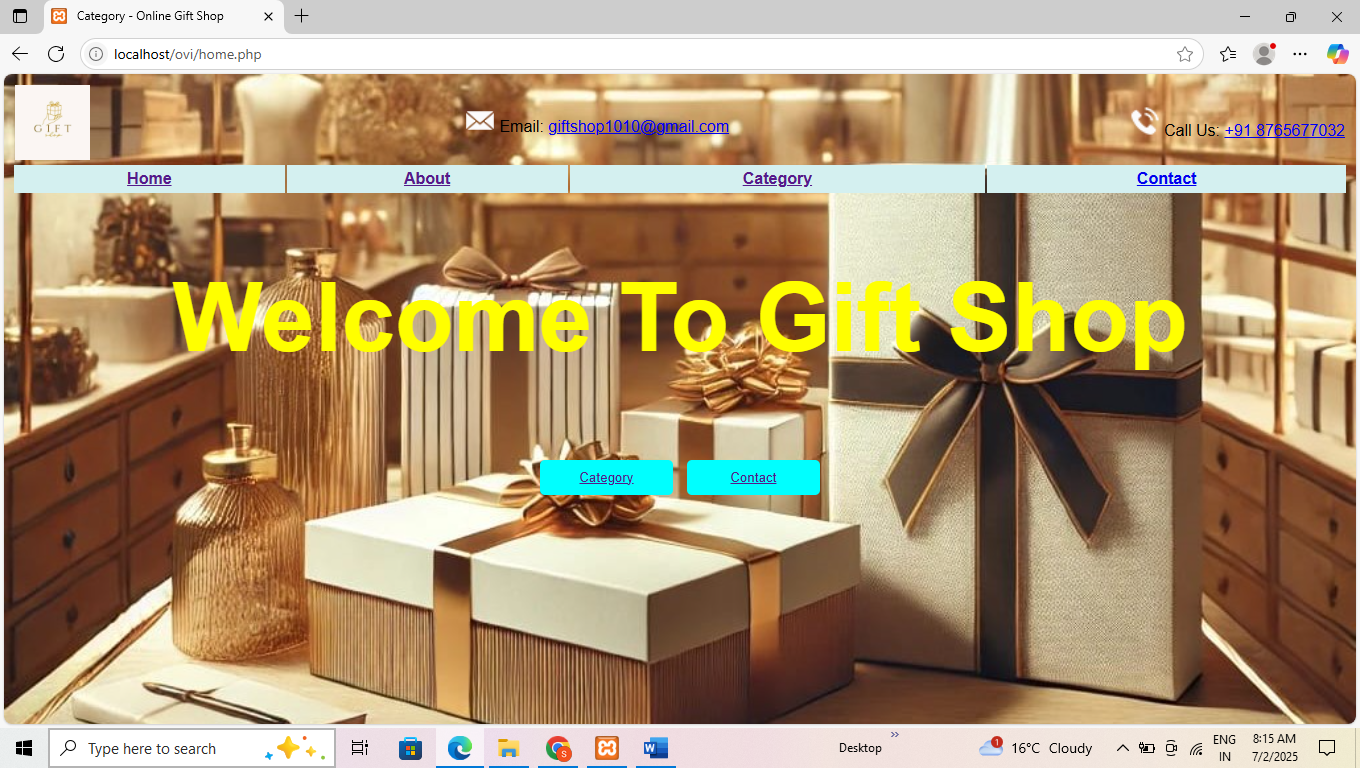 Category - Online Gift Shop
localhost/ovi/home.php
GIFT
Email: giftshop1010@gmail.com
Call Us: +91 8765677032
Home About Category Contact
Welcome To Gift Shop
Category Contact
Type here to search
S
W
Desktop
»
1
16°C Cloudy
ENG
IN
8:15 AM
7/2/2025